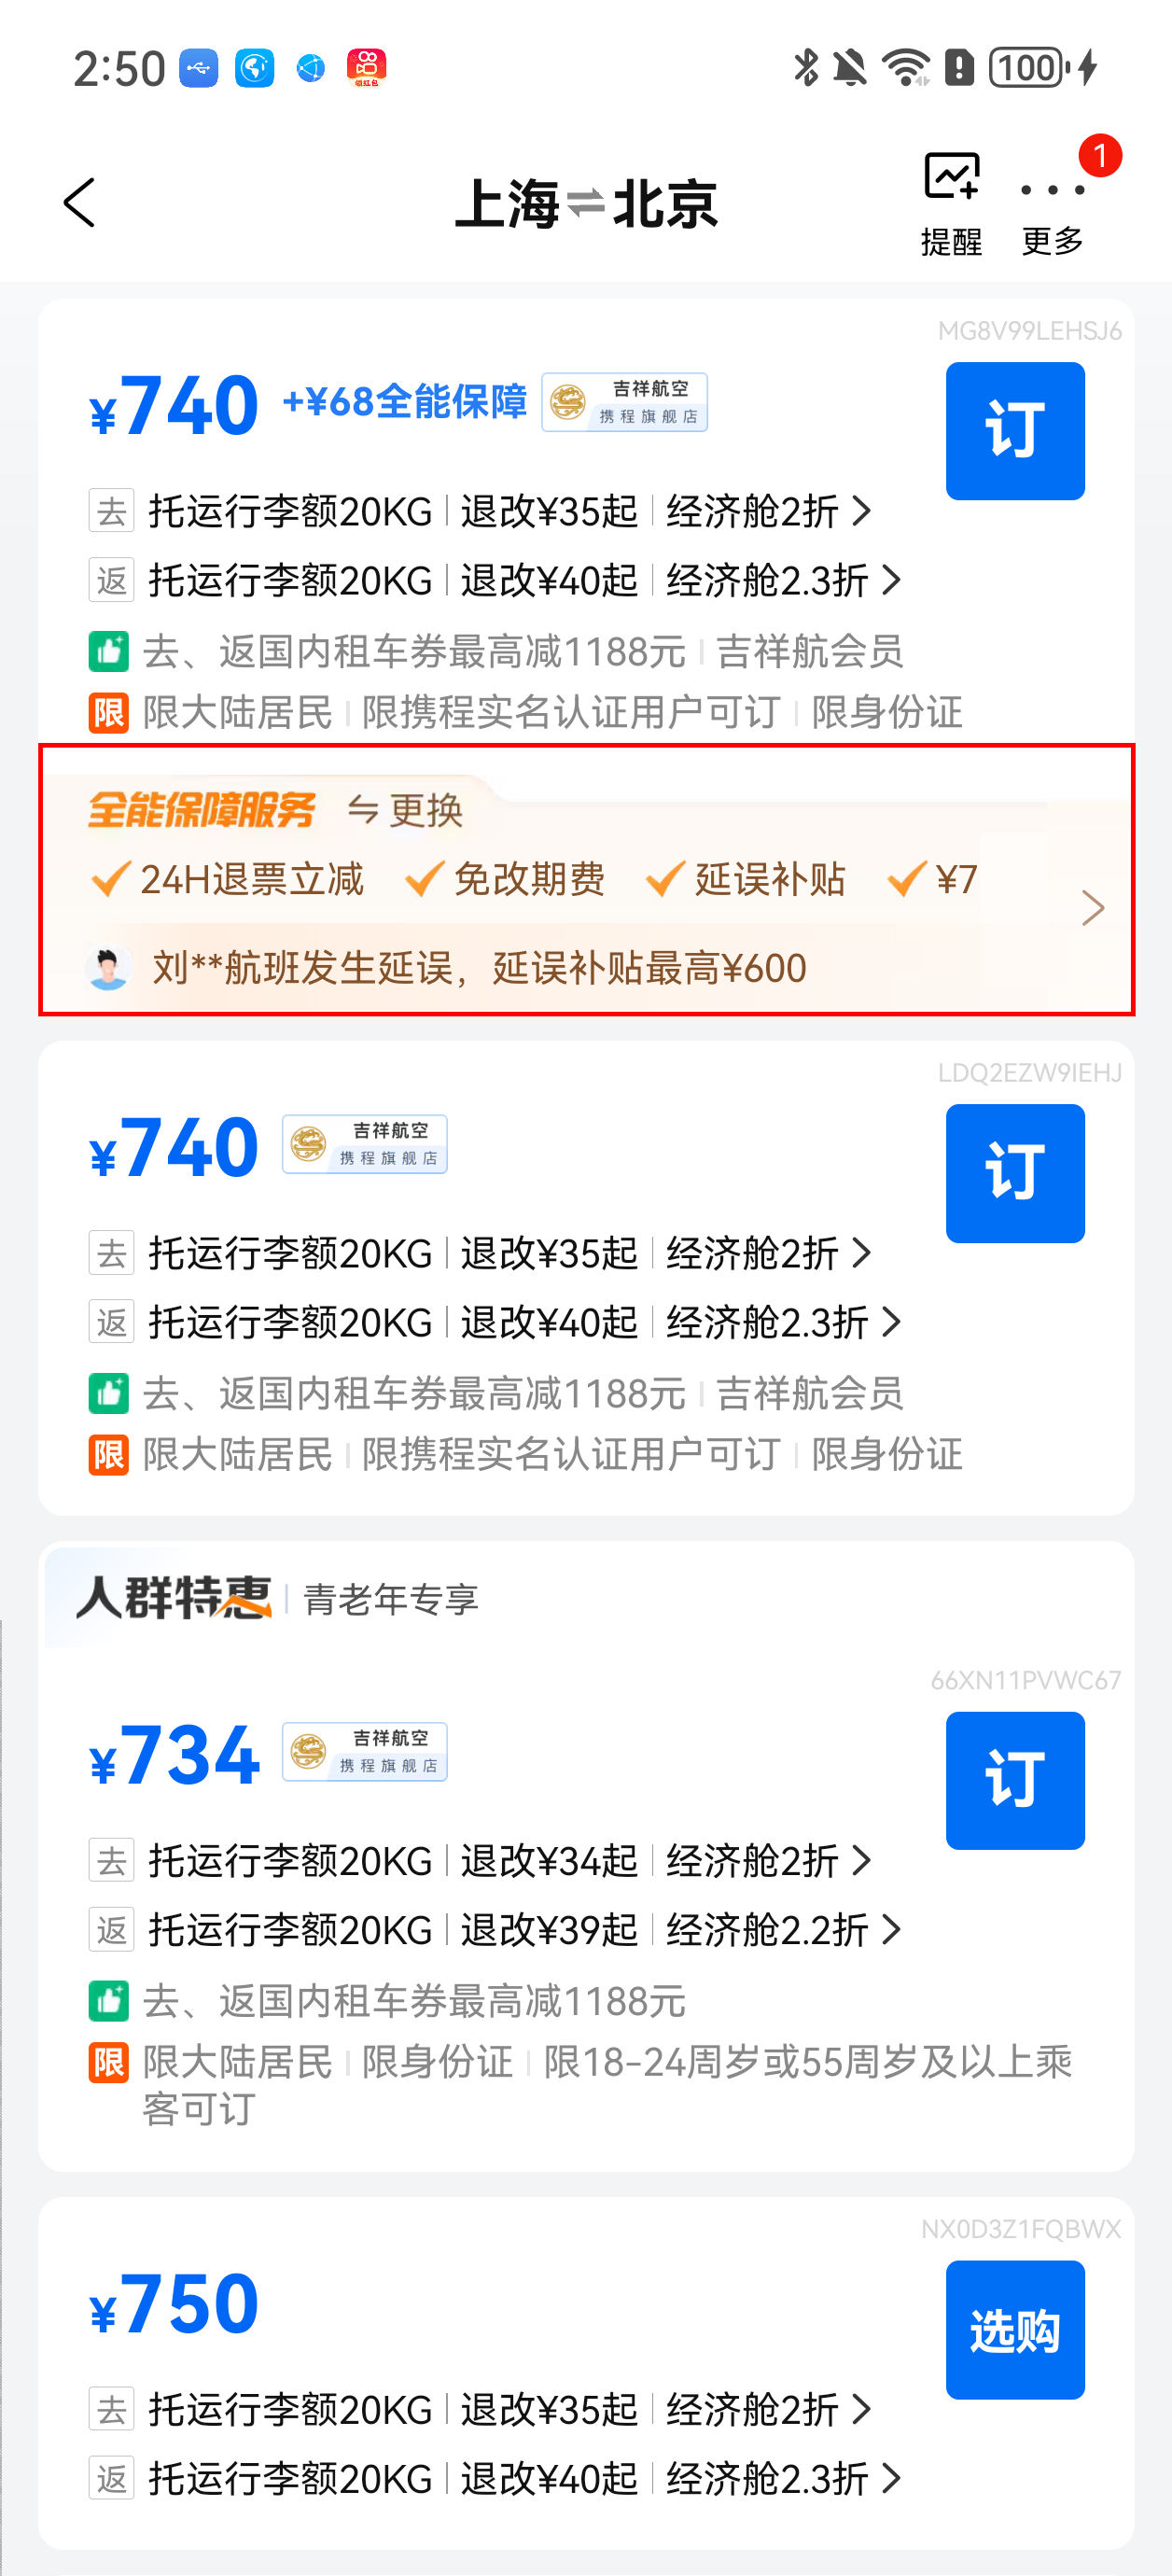 2:50 领红包 100
上海⇌北京
提醒 更多 1
MG8V99LEHSJ6
¥740 +¥68全能保障 吉祥航空 携程旗舰店 订
去 托运行李额20KG | 退改¥35起 | 经济舱2折 >
返 托运行李额20KG | 退改¥40起 | 经济舱2.3折 >
去、返国内租车券最高减1188元 | 吉祥航会员
限 限大陆居民 | 限携程实名认证用户可订 | 限身份证
全能保障服务 ⇋ 更换
24H退票立减 免改期费 延误补贴 ¥7
刘**航班发生延误，延误补贴最高¥600
LDQ2EZW9IEHJ
¥740 吉祥航空 携程旗舰店 订
去 托运行李额20KG | 退改¥35起 | 经济舱2折 >
返 托运行李额20KG | 退改¥40起 | 经济舱2.3折 >
去、返国内租车券最高减1188元 | 吉祥航会员
限 限大陆居民 | 限携程实名认证用户可订 | 限身份证
人群特惠 | 青老年专享
66XN11PVWC67
¥734 吉祥航空 携程旗舰店 订
去 托运行李额20KG | 退改¥34起 | 经济舱2折 >
返 托运行李额20KG | 退改¥39起 | 经济舱2.2折 >
去、返国内租车券最高减1188元
限 限大陆居民 | 限身份证 | 限18-24周岁或55周岁及以上乘
客可订
NX0D3Z1FQBWX
¥750 选购
去 托运行李额20KG | 退改¥35起 | 经济舱2折 >
返 托运行李额20KG | 退改¥40起 | 经济舱2.3折 >